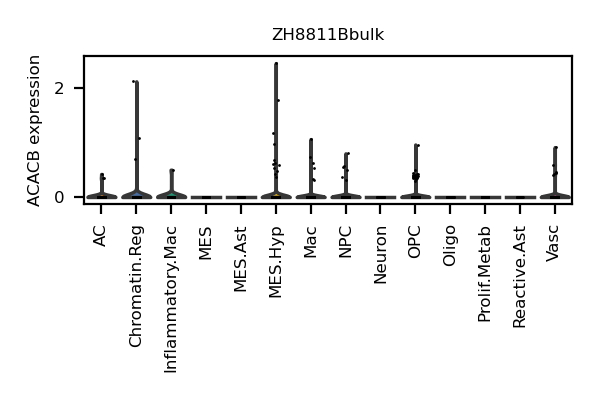 ZH8811Bbulk
ACACB expression
2
0
AC
Chromatin.Reg
Inflammatory.Mac
MES
MES.Ast
MES.Hyp
Mac
NPC
Neuron
OPC
Oligo
Prolif.Metab
Reactive.Ast
Vasc